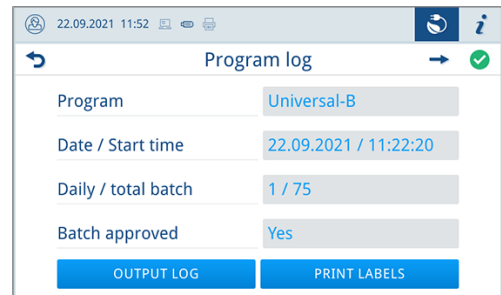 22.09.2021 11:52
i
Program log
Program Universal-B
Date / Start time 22.09.2021 / 11:22:20
Daily / total batch 1 / 75
Batch approved Yes
OUTPUT LOG PRINT LABELS